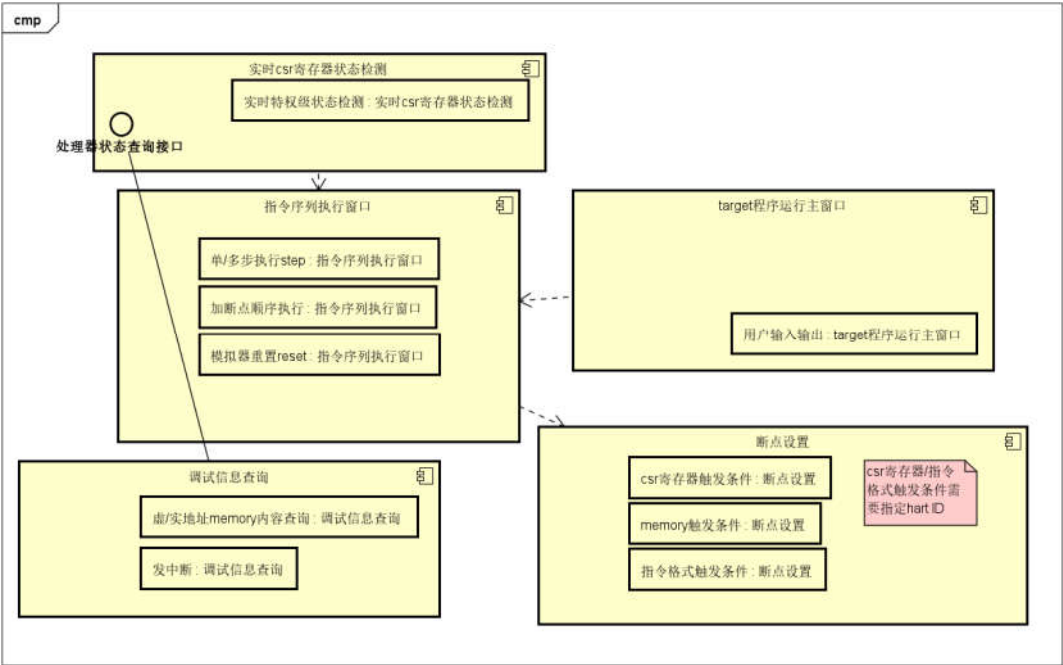 cmp
实时csr寄存器状态检测
实时特权级状态检测 : 实时csr寄存器状态检测
处理器状态查询接口
指令序列执行窗口
单/多步执行step : 指令序列执行窗口
加断点顺序执行 : 指令序列执行窗口
模拟器重置reset : 指令序列执行窗口
target程序运行主窗口
用户输入输出 : target程序运行主窗口
调试信息查询
虚/实地址memory内容查询 : 调试信息查询
发中断 : 调试信息查询
断点设置
csr寄存器触发条件 : 断点设置
memory触发条件 : 断点设置
指令格式触发条件 : 断点设置
csr寄存器/指令
格式触发条件需
要指定hart ID